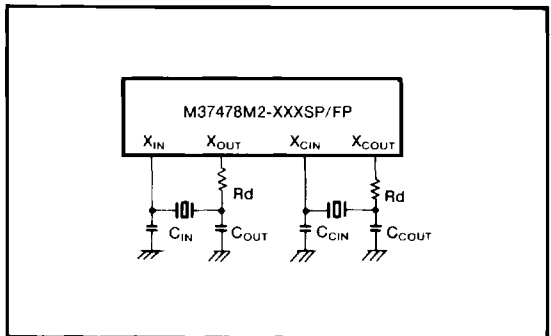 M37478M2-XXXSP/FP
XIN XOUT XCIN XCOUT
Rd Rd
CIN COUT CCIN CCOUT